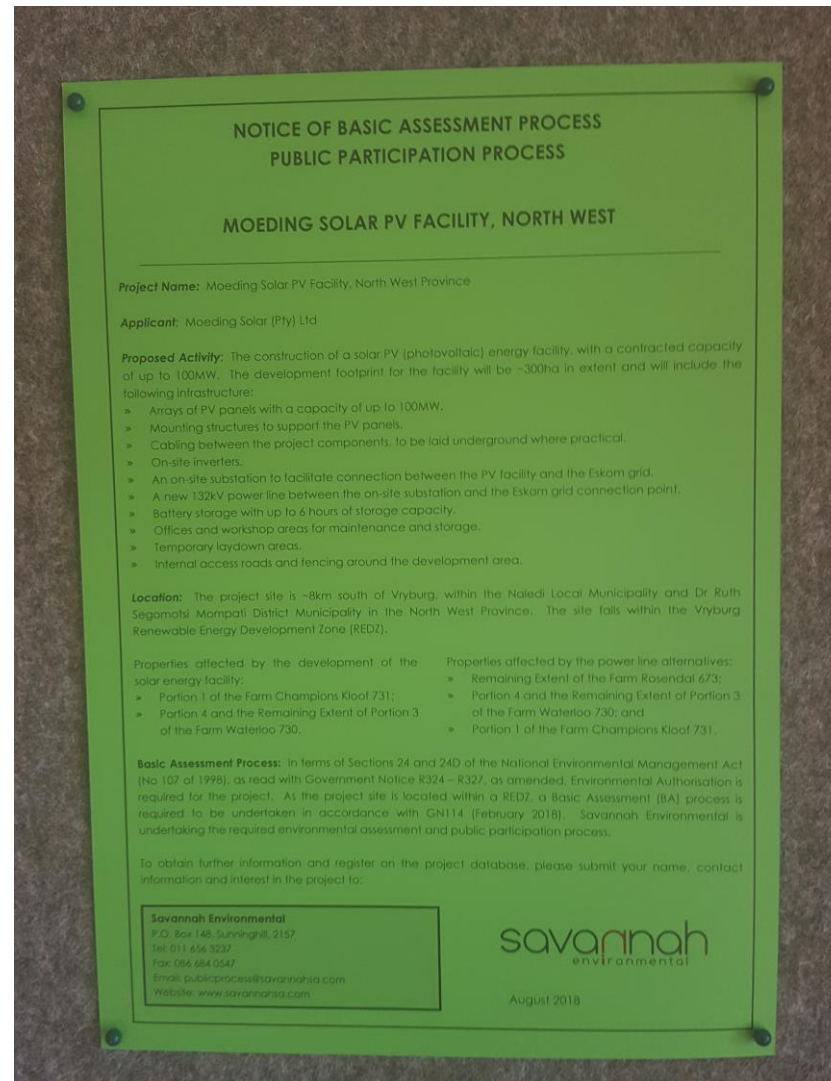 NOTICE OF BASIC ASSESSMENT PROCESS
PUBLIC PARTICIPATION PROCESS
MOEDING SOLAR PV FACILITY, NORTH WEST
Project Name: Moeding Solar PV Facility, North West Province
Applicant: Moeding Solar (Pty) Ltd
Proposed Activity: The construction of a solar PV (photovoltaic) energy facility, with a contracted capacity
of up to 100MW. The development footprint for the facility will be ~300ha in extent and will include the
following infrastructure:
» Arrays of PV panels with a capacity of up to 100MW.
» Mounting structures to support the PV panels.
» Cabling between the project components, to be laid underground where practical.
» On-site inverters.
» An on-site substation to facilitate connection between the PV facility and the Eskom grid.
» A new 132kV power line between the on-site substation and the Eskom grid connection point.
» Battery storage with up to 6 hours of storage capacity.
» Offices and workshop areas for maintenance and storage.
» Temporary laydown areas.
» Internal access roads and fencing around the development area.
Location: The project site is ~8km south of Vryburg, within the Naledi Local Municipality and Dr Ruth
Segomotsi Mompati District Municipality in the North West Province. The site falls within the Vryburg
Renewable Energy Development Zone (REDZ).
Properties affected by the development of the
solar energy facility:
» Portion 1 of the Farm Champions Kloof 731;
» Portion 4 and the Remaining Extent of Portion 3
of the Farm Waterloo 730.
Properties affected by the power line alternatives:
» Remaining Extent of the Farm Rosendal 673;
» Portion 4 and the Remaining Extent of Portion 3
of the Farm Waterloo 730; and
» Portion 1 of the Farm Champions Kloof 731.
Basic Assessment Process: In terms of Sections 24 and 24D of the National Environmental Management Act
(No 107 of 1998), as read with Government Notice R324 – R327, as amended, Environmental Authorisation is
required for the project. As the project site is located within a REDZ, a Basic Assessment (BA) process is
required to be undertaken in accordance with GN114 (February 2018). Savannah Environmental is
undertaking the required environmental assessment and public participation process.
To obtain further information and register on the project database, please submit your name, contact
information and interest in the project to:
Savannah Environmental
P.O. Box 148, Sunninghill, 2157
Tel: 011 656 3237
Fax: 086 684 0547
Email: publicprocess@savannahsa.com
Website: www.savannahsa.com
savannah
environmental
August 2018